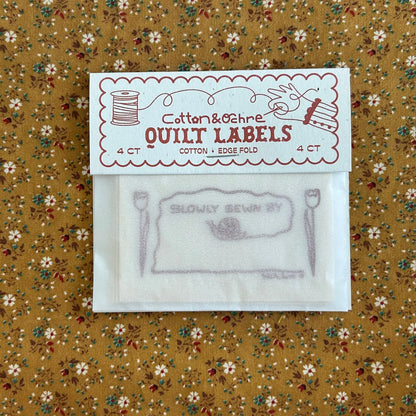 Cotton & Ochre
QUILT LABELS
4 CT COTTON • EDGE FOLD 4 CT
SLOWLY SEWN BY